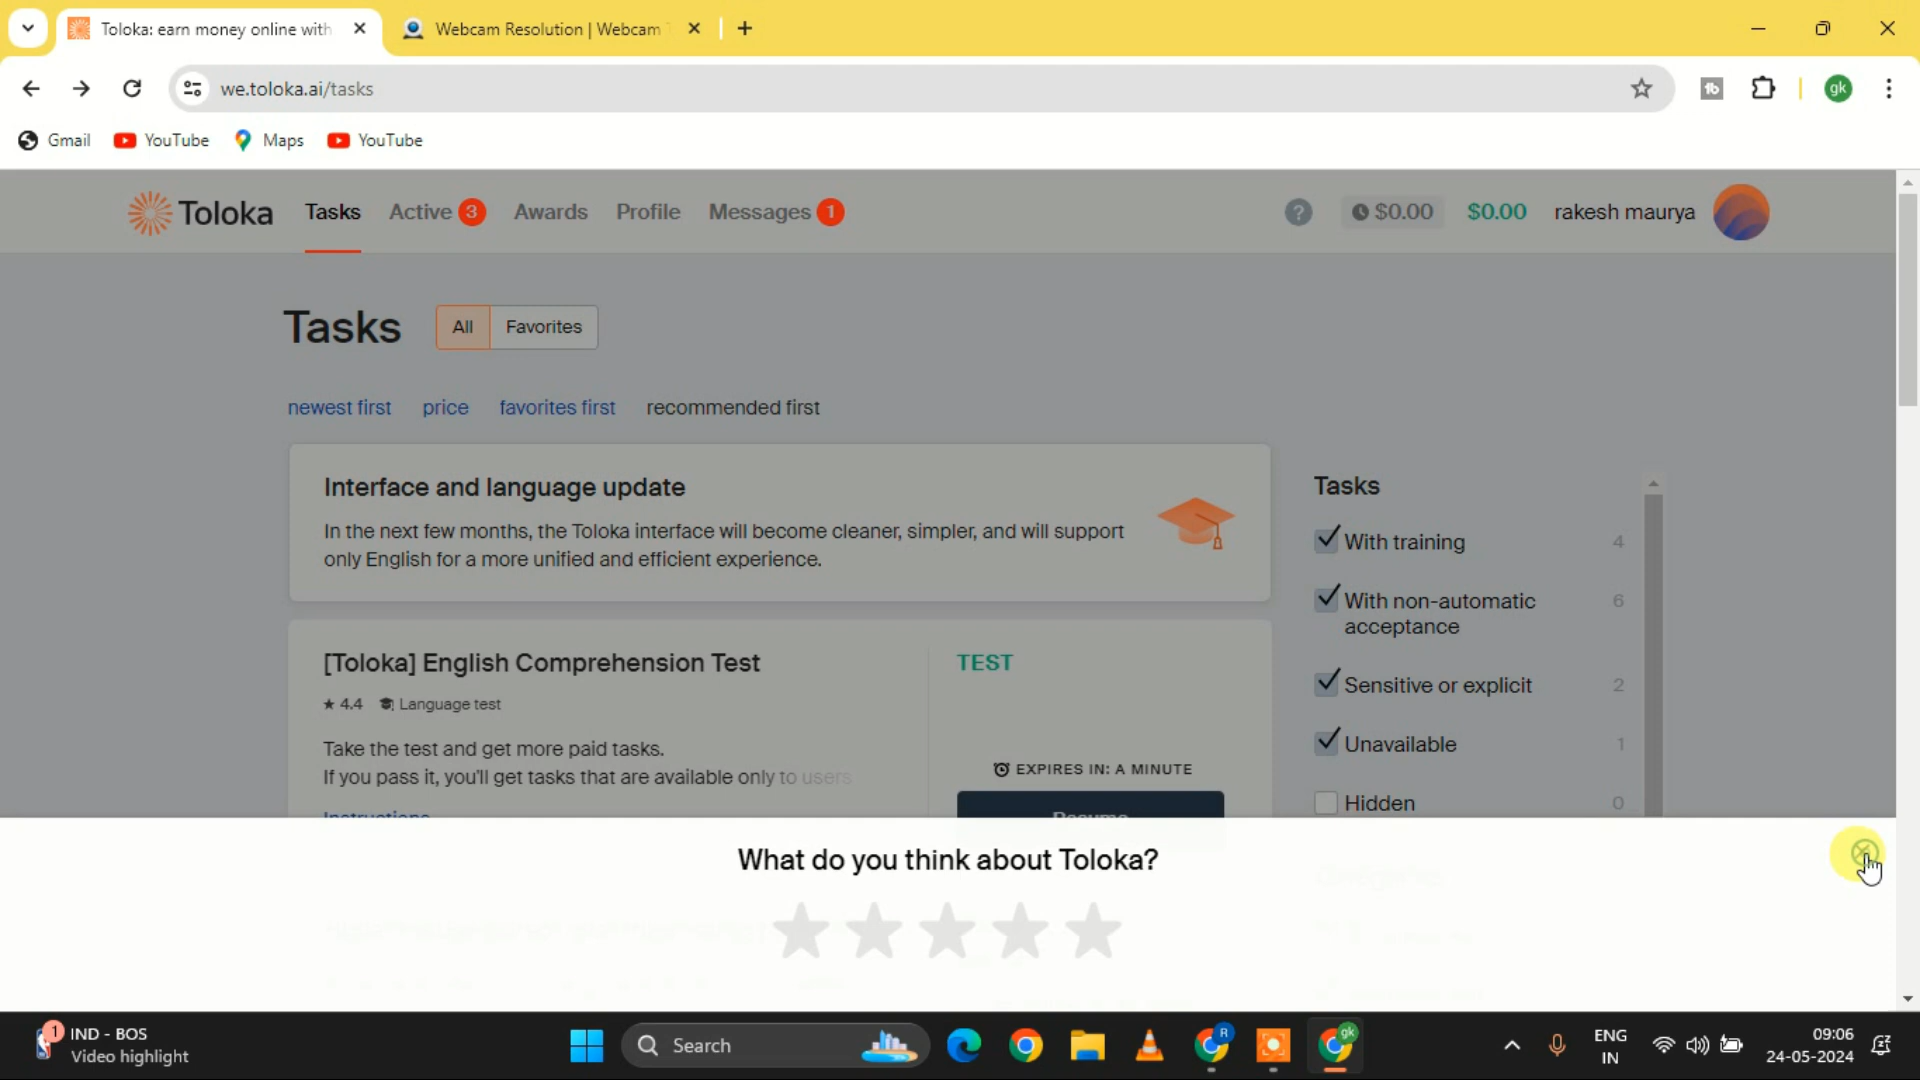 Toloka: earn money online with
Webcam Resolution | Webcam
we.toloka.ai/tasks
gk
Gmail
YouTube
Maps
YouTube
Toloka
Tasks
Active 3
Awards
Profile
Messages 1
?
$0.00
$0.00
rakesh maurya
Tasks
All
Favorites
newest first
price
favorites first
recommended first
Interface and language update
In the next few months, the Toloka interface will become cleaner, simpler, and will support
only English for a more unified and efficient experience.
Tasks
With training 4
With non-automatic 6
acceptance
Sensitive or explicit 2
Unavailable 1
Hidden 0
[Toloka] English Comprehension Test
4.4 Language test
Take the test and get more paid tasks.
If you pass it, you'll get tasks that are available only to users
Instructions
TEST
EXPIRES IN: A MINUTE
Resume
What do you think about Toloka?
1
IND - BOS
Video highlight
Search
R
gk
ENG
IN
09:06
24-05-2024